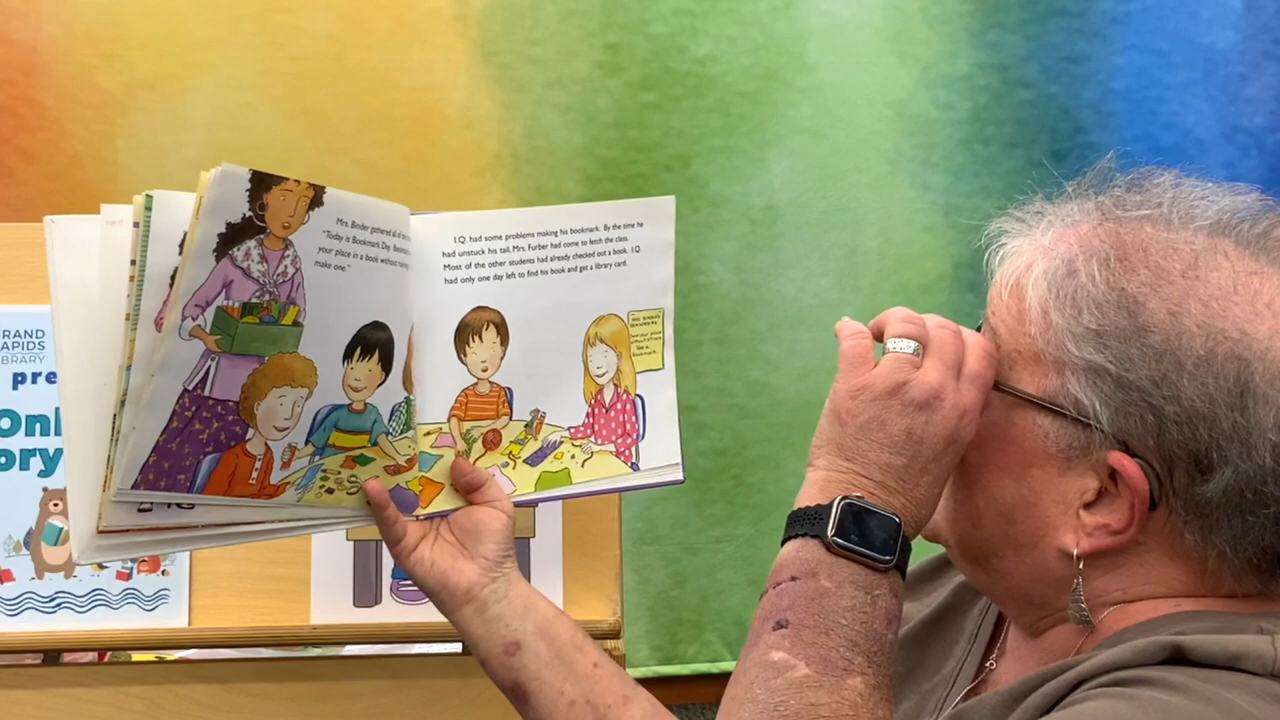 Mrs. Binder gathered all of
"Today is Bookmark Day.
your place in a book without
make one."
I.Q. had some problems making his bookmark. By the time he
had unstuck his tail, Mrs. Furber had come to fetch the class.
Most of the other students had already checked out a book. I.Q.
had only one day left to find his book and get a library card.
GRAND
RAPIDS
LIBRARY
pre
Onl
ory